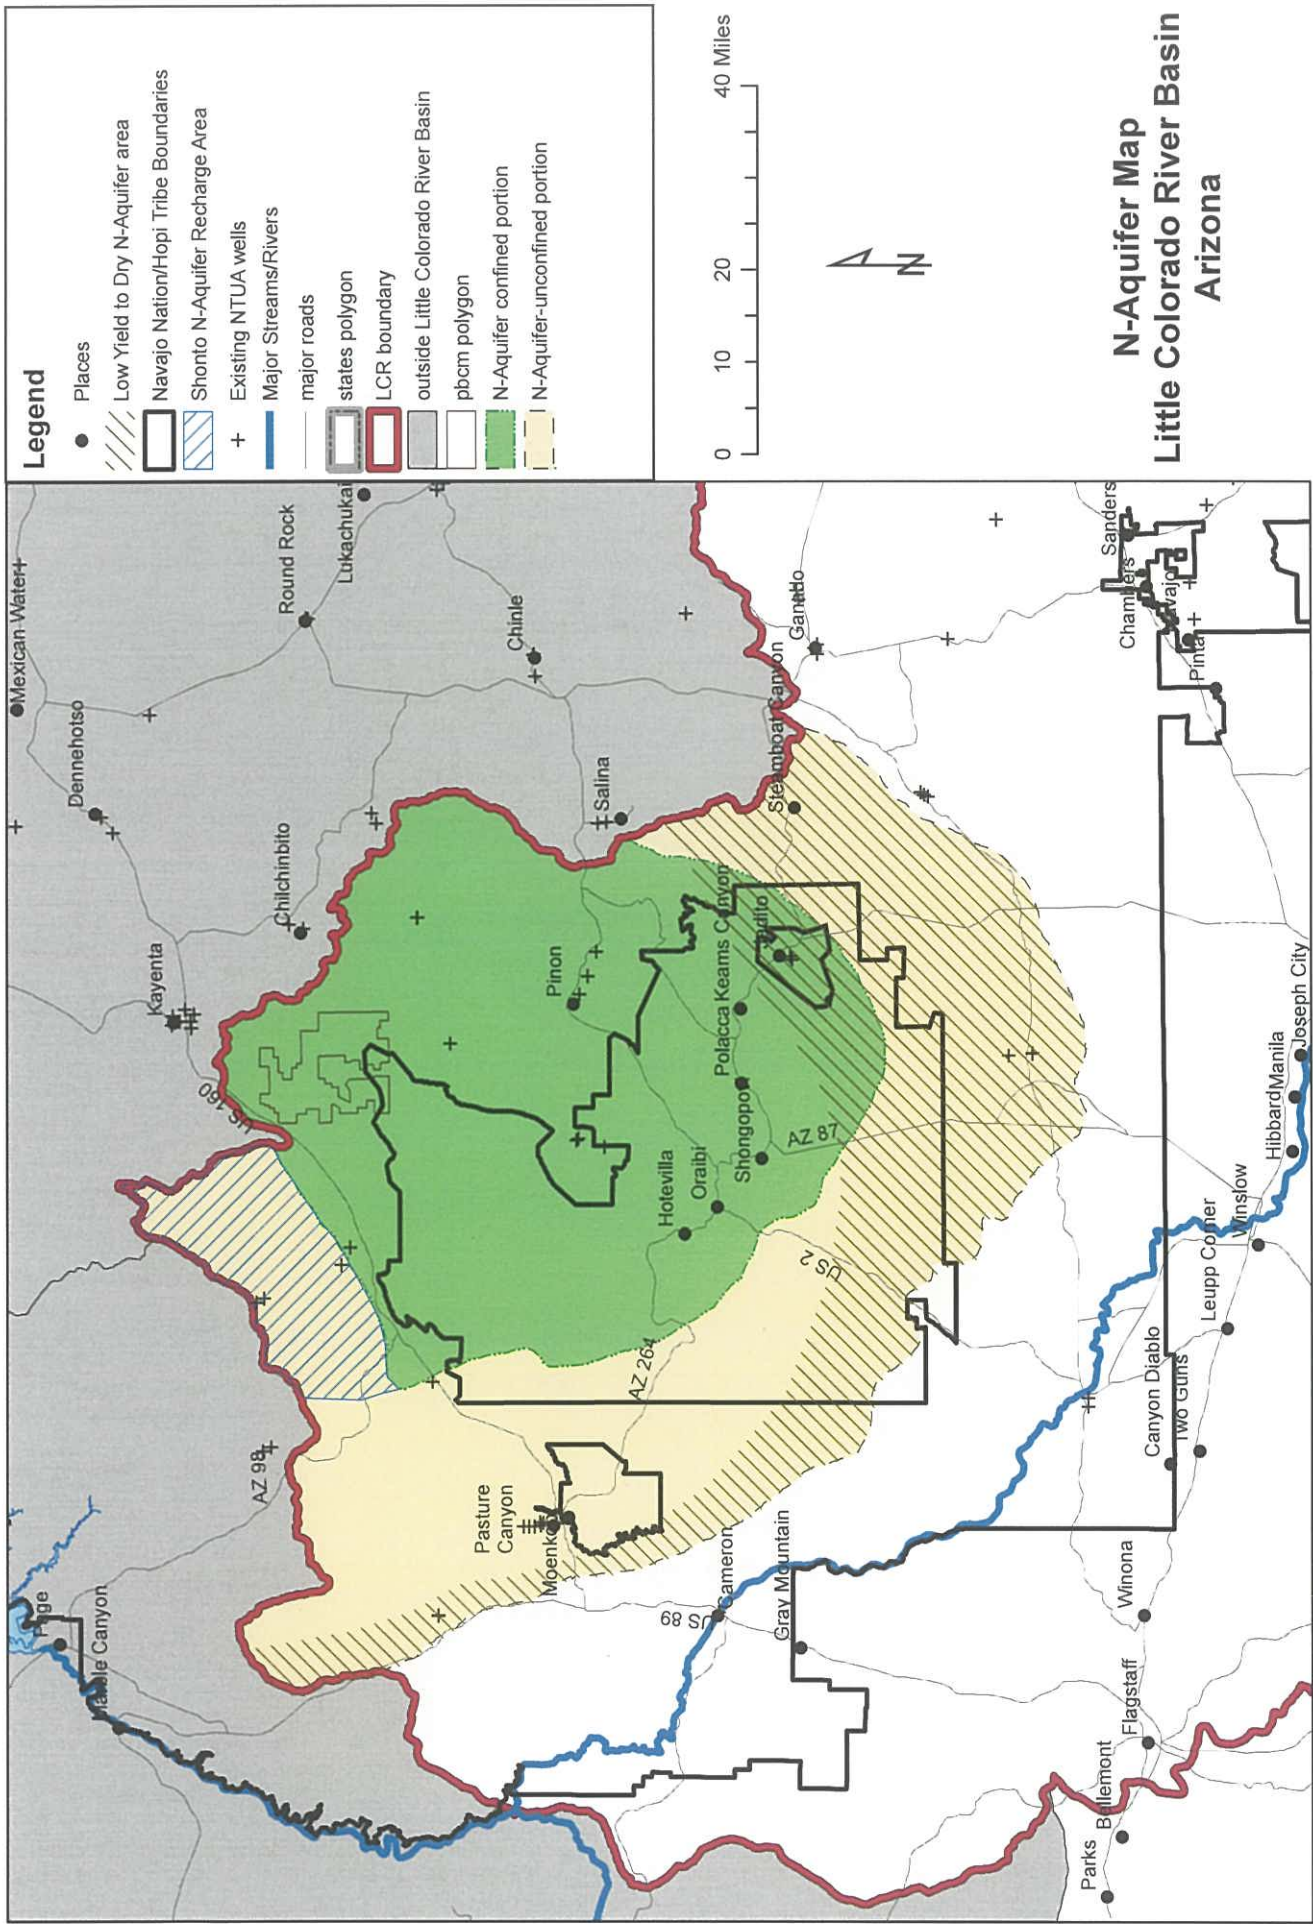 Legend
Places
Low Yield to Dry N-Aquifer area
Navajo Nation/Hopi Tribe Boundaries
Shonto N-Aquifer Recharge Area
Existing NTUA wells
Major Streams/Rivers
major roads
states polygon
LCR boundary
outside Little Colorado River Basin
pbcm polygon
N-Aquifer confined portion
N-Aquifer-unconfined portion
0 10 20 40 Miles
N
N-Aquifer Map
Little Colorado River Basin
Arizona
Mexican Water
Dennehotso
Round Rock
Lukachukai
Kayenta
Chilchinbito
Chinle
Salina
US 160
AZ 98
Page
Marble Canyon
Pinon
Steamboat Canyon
Ganado
Polacca
Keams Canyon
Indito
Hotevilla
Oraibi
Shongopovi
AZ 87
US 2
AZ 264
Pasture
Canyon
Moenkopi
US 89
Cameron
Gray Mountain
Chambers
Sanders
Navajo
Pinta
Joseph City
Manila
Hibbard
Winslow
Leupp Corner
Canyon Diablo
Two Guns
Winona
Flagstaff
Bellemont
Parks